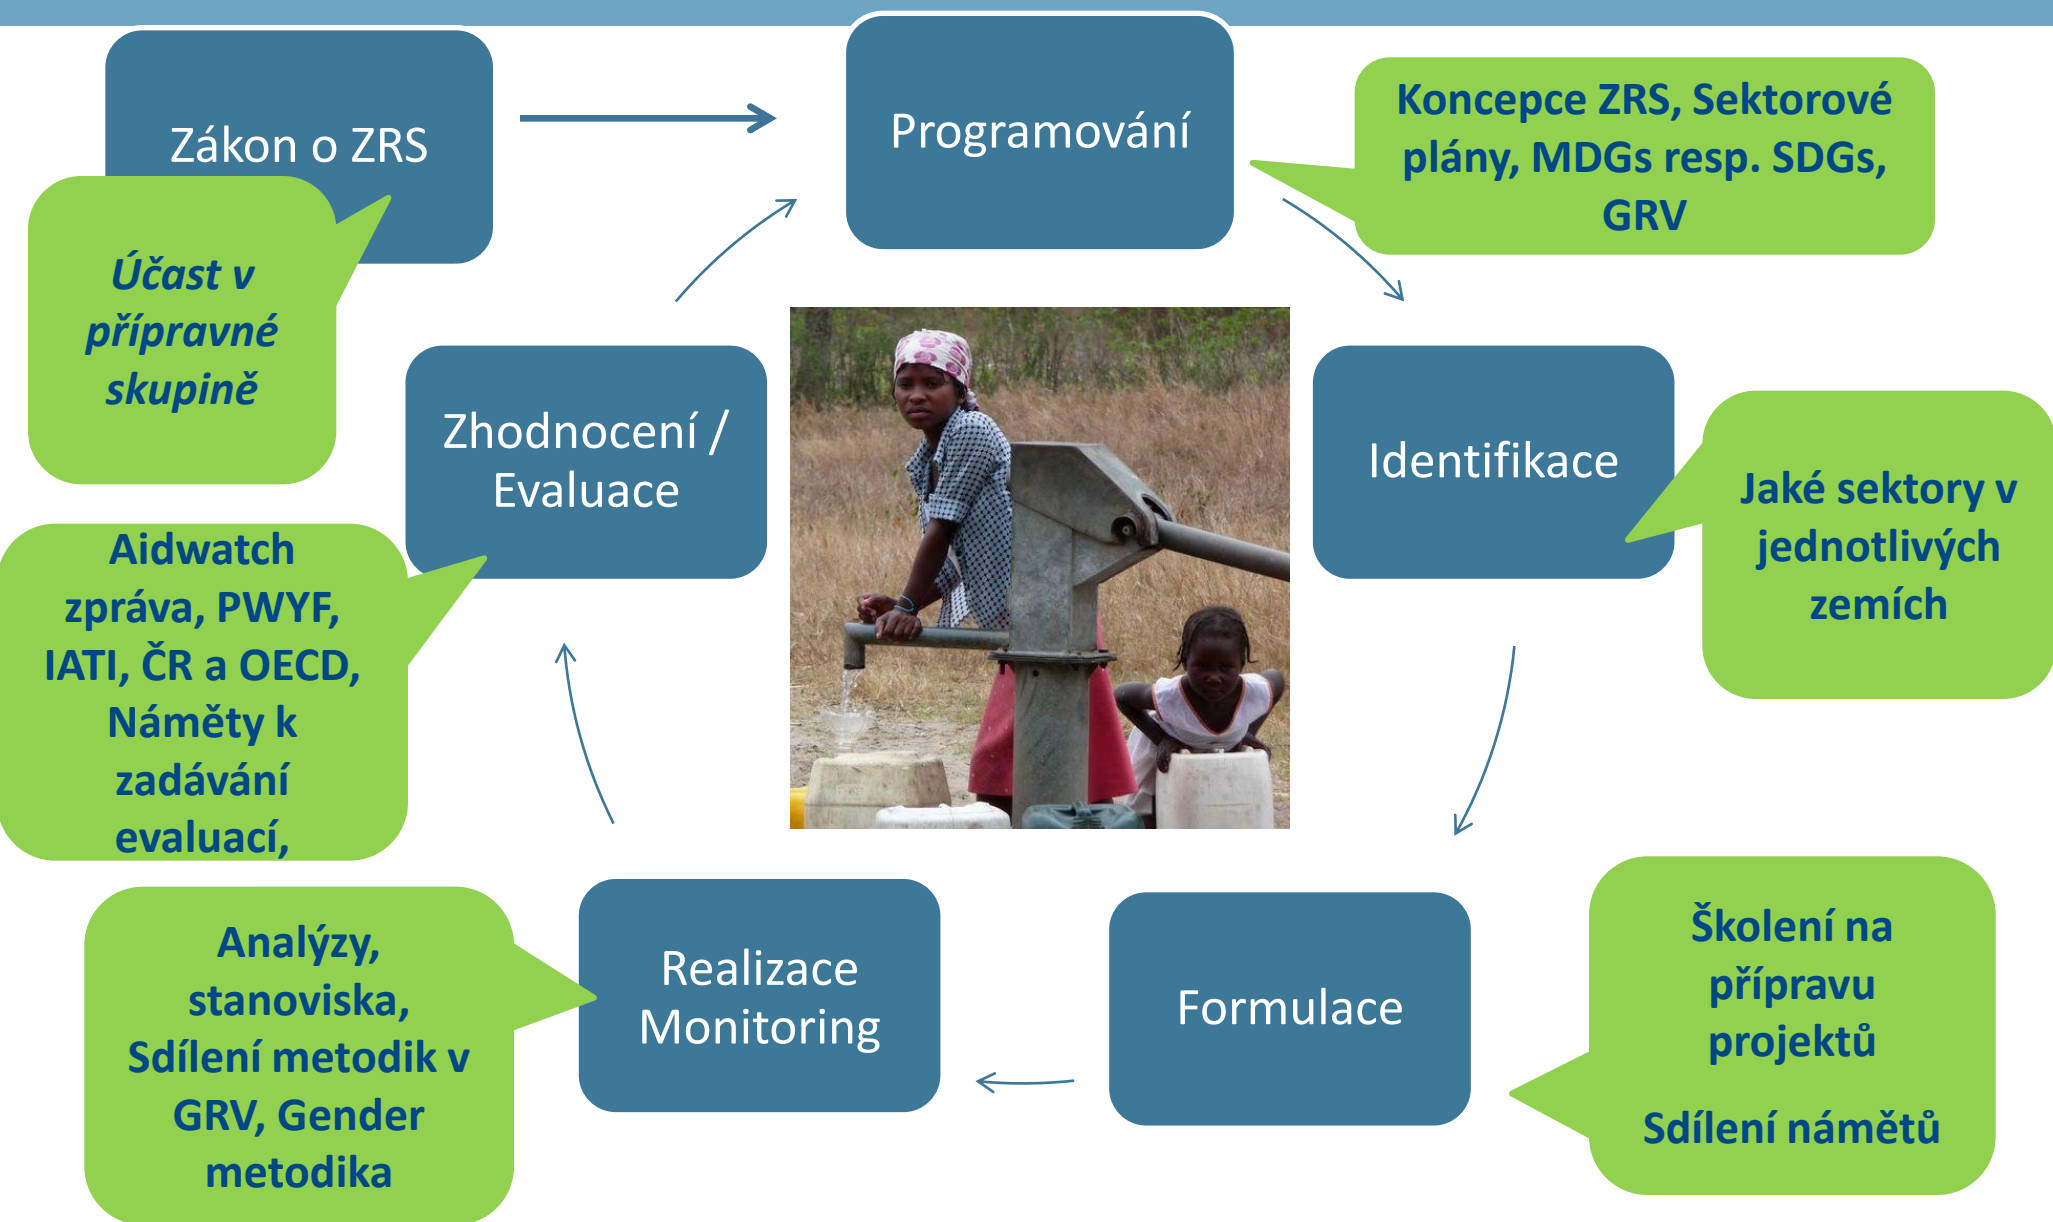 Zákon o ZRS
Účast v
přípravné
skupině
Programování
Koncepce ZRS, Sektorové
plány, MDGs resp. SDGs,
GRV
Identifikace
Jaké sektory v
jednotlivých
zemích
Formulace
Školení na
přípravu
projektů
Sdílení námětů
Realizace
Monitoring
Analýzy,
stanoviska,
Sdílení metodik v
GRV, Gender
metodika
Zhodnocení /
Evaluace
Aidwatch
zpráva, PWYF,
IATI, ČR a OECD,
Náměty k
zadávání
evaluací,